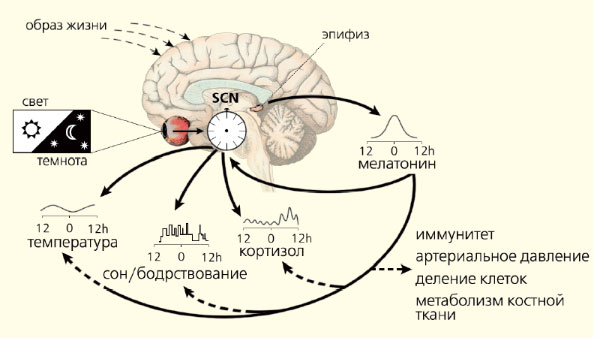 образ жизни
эпифиз
SCN
свет
темнота
12 0 12h
мелатонин
12 0 12h
температура
12 0 12h
сон/бодрствование
12 0 12h
кортизол
иммунитет
артериальное давление
деление клеток
метаболизм костной
ткани